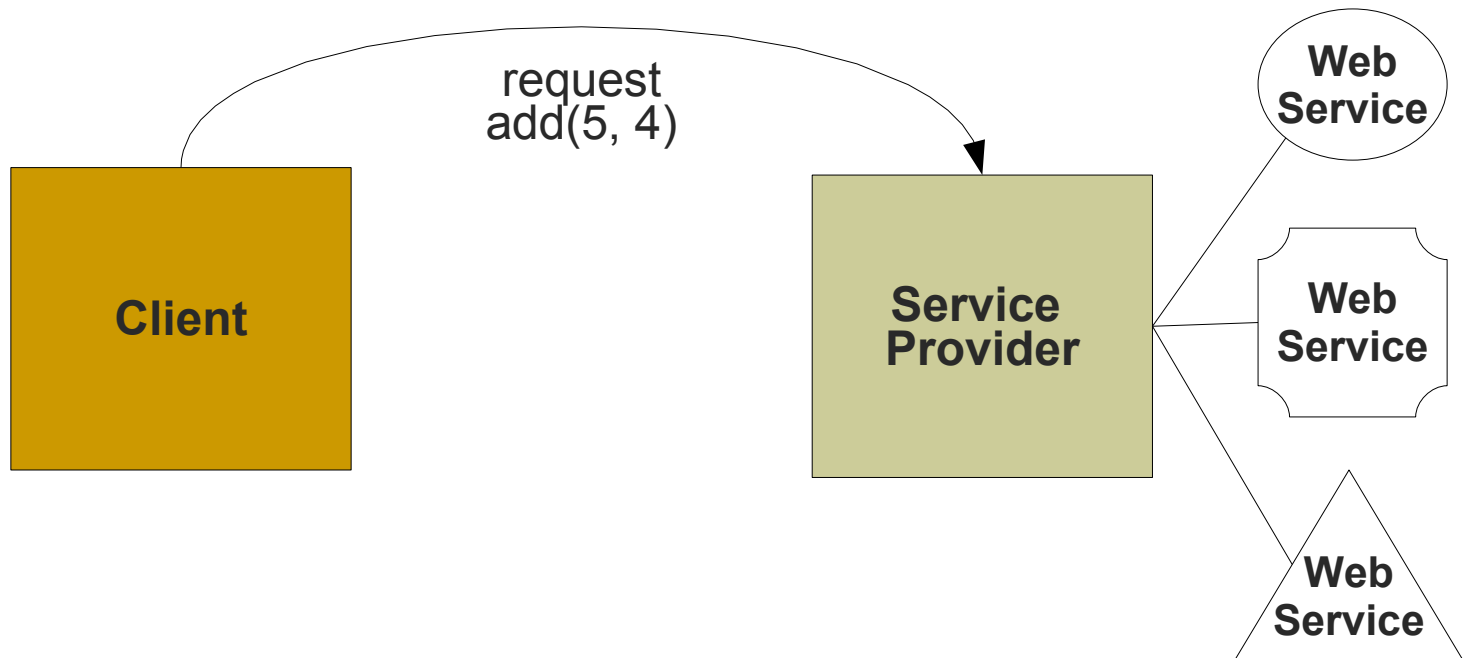 request
add(5, 4)
Client
Service
Provider
Web
Service
Web
Service
Web
Service